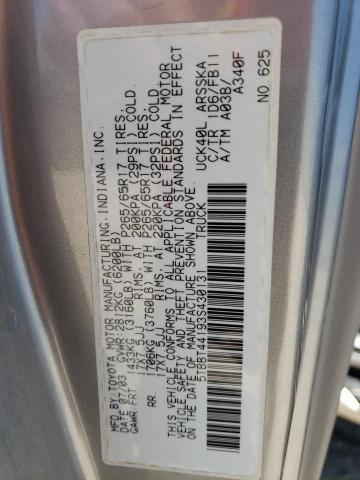 MFD.BY:TOYOTA MOTOR MANUFACTURING,INDIANA,INC.
DATE: 07/03 GVWR:2812KG (6200LB)
GAWR FRT. 1433KG (3160LB) WITH P265/65R17 TIRES.
17X7.5JJ RIMS. AT 200KPA (29PSI) COLD.
RR. 1706KG (3760LB) WITH P265/65R17 TIRES.
17X7.5JJ RIMS. AT 220KPA (32PSI) COLD.
THIS VEHICLE CONFORMS TO ALL APPLICABLE FEDERAL MOTOR
VEHICLE SAFETY AND THEFT PREVENTION STANDARDS IN EFFECT
ON THE DATE OF MANUFACTURE SHOWN ABOVE.
5TBBT44193S430131 TRUCK
UCK40L ARSSKA
C/TR 1D6/FB11
A/TM A03B/
A340F
NO 625